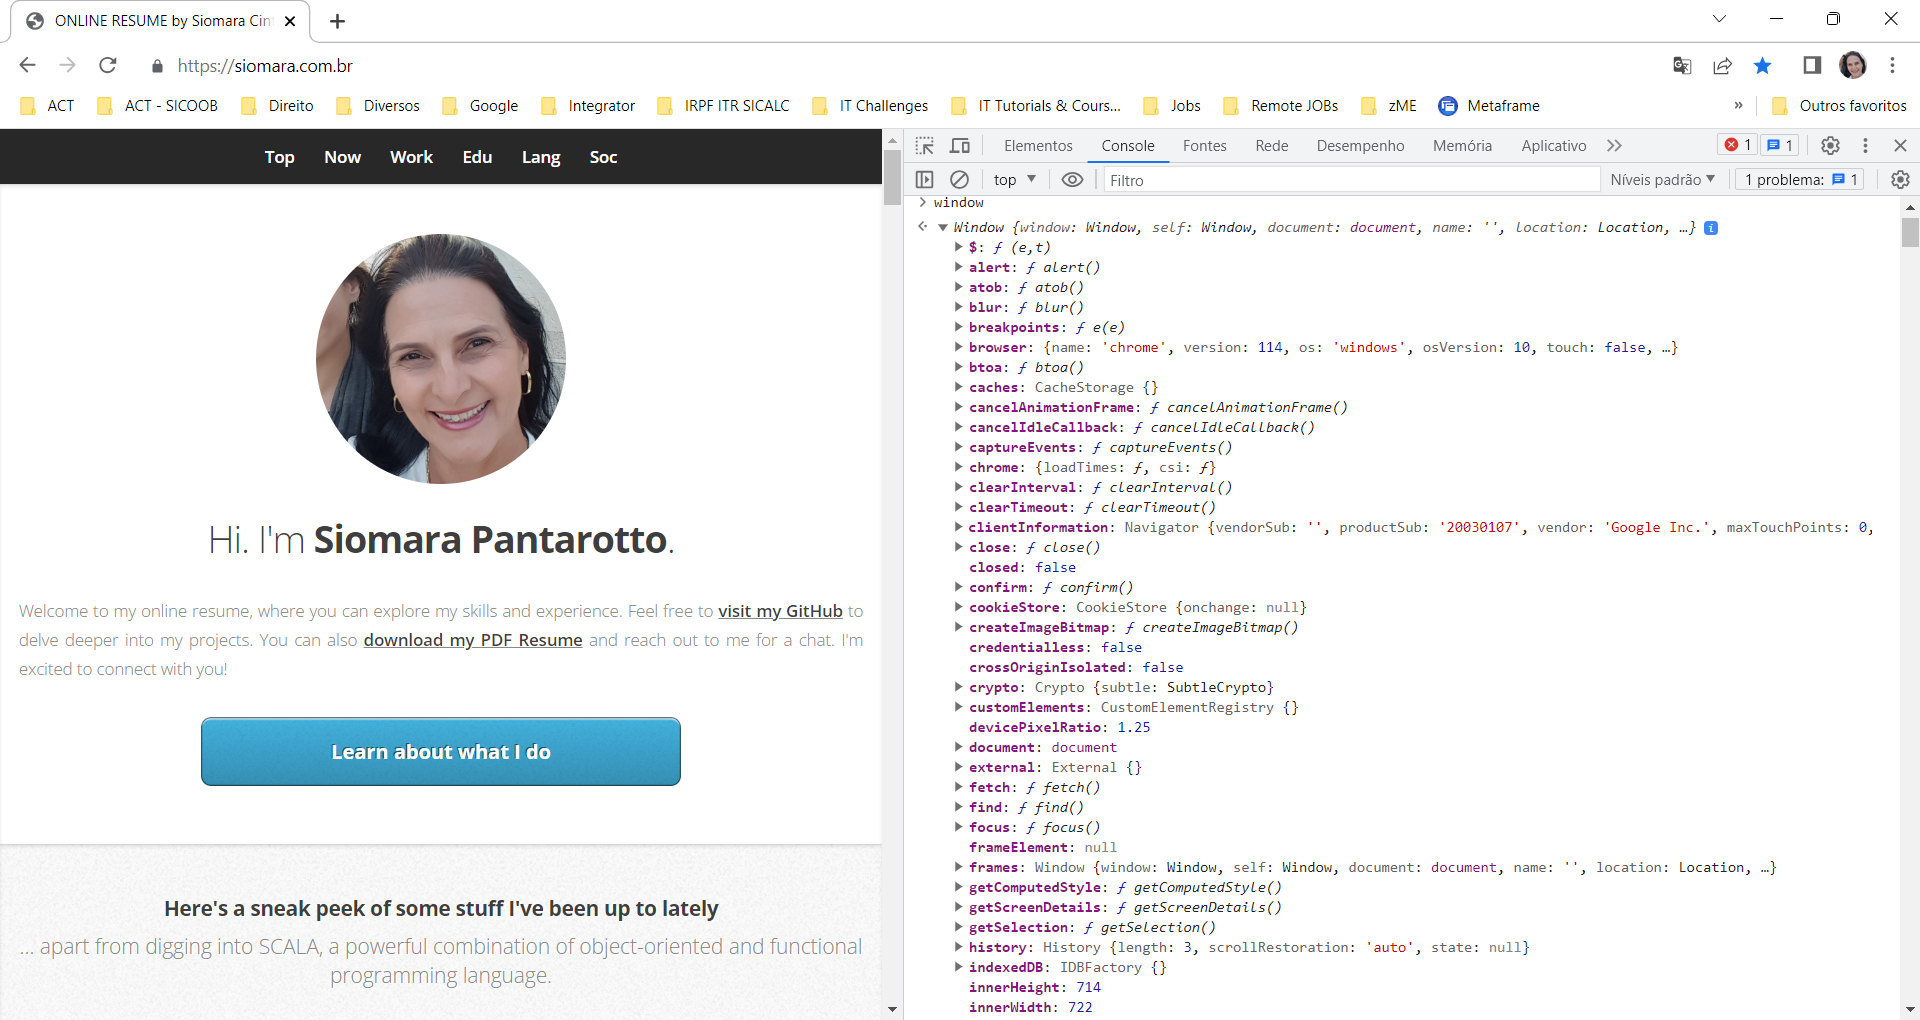 ONLINE RESUME by Siomara Cin
https://siomara.com.br
ACT ACT - SICOOB Direito Diversos Google Integrator IRPF ITR SICALC IT Challenges IT Tutorials & Cours... Jobs Remote JOBs zME Metaframe » Outros favoritos
Top Now Work Edu Lang Soc
Hi. I'm Siomara Pantarotto.
Welcome to my online resume, where you can explore my skills and experience. Feel free to visit my GitHub to
delve deeper into my projects. You can also download my PDF Resume and reach out to me for a chat. I'm
excited to connect with you!
Learn about what I do
Here's a sneak peek of some stuff I've been up to lately
... apart from digging into SCALA, a powerful combination of object-oriented and functional
programming language.
Elementos Console Fontes Rede Desempenho Memória Aplicativo 1 1
top Filtro Níveis padrão 1 problema: 1
window
Window {window: Window, self: Window, document: document, name: '', location: Location, …} i
$: ƒ (e,t)
alert: ƒ alert()
atob: ƒ atob()
blur: ƒ blur()
breakpoints: ƒ e(e)
browser: {name: 'chrome', version: 114, os: 'windows', osVersion: 10, touch: false, …}
btoa: ƒ btoa()
caches: CacheStorage {}
cancelAnimationFrame: ƒ cancelAnimationFrame()
cancelIdleCallback: ƒ cancelIdleCallback()
captureEvents: ƒ captureEvents()
chrome: {loadTimes: ƒ, csi: ƒ}
clearInterval: ƒ clearInterval()
clearTimeout: ƒ clearTimeout()
clientInformation: Navigator {vendorSub: '', productSub: '20030107', vendor: 'Google Inc.', maxTouchPoints: 0,
close: ƒ close()
closed: false
confirm: ƒ confirm()
cookieStore: CookieStore {onchange: null}
createImageBitmap: ƒ createImageBitmap()
credentialless: false
crossOriginIsolated: false
crypto: Crypto {subtle: SubtleCrypto}
customElements: CustomElementRegistry {}
devicePixelRatio: 1.25
document: document
external: External {}
fetch: ƒ fetch()
find: ƒ find()
focus: ƒ focus()
frameElement: null
frames: Window {window: Window, self: Window, document: document, name: '', location: Location, …}
getComputedStyle: ƒ getComputedStyle()
getScreenDetails: ƒ getScreenDetails()
getSelection: ƒ getSelection()
history: History {length: 3, scrollRestoration: 'auto', state: null}
indexedDB: IDBFactory {}
innerHeight: 714
innerWidth: 722